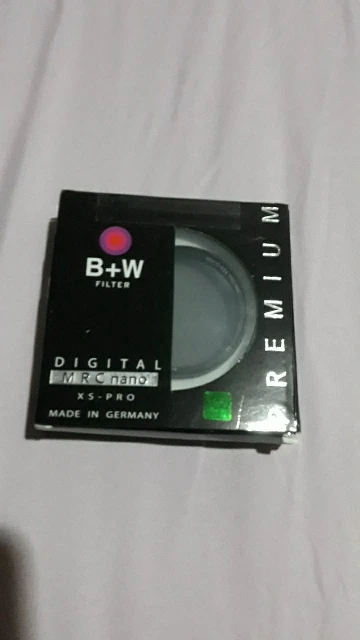 B+W
FILTER
DIGITAL
MRC nano
XS-PRO
MADE IN GERMANY
PREMIUM